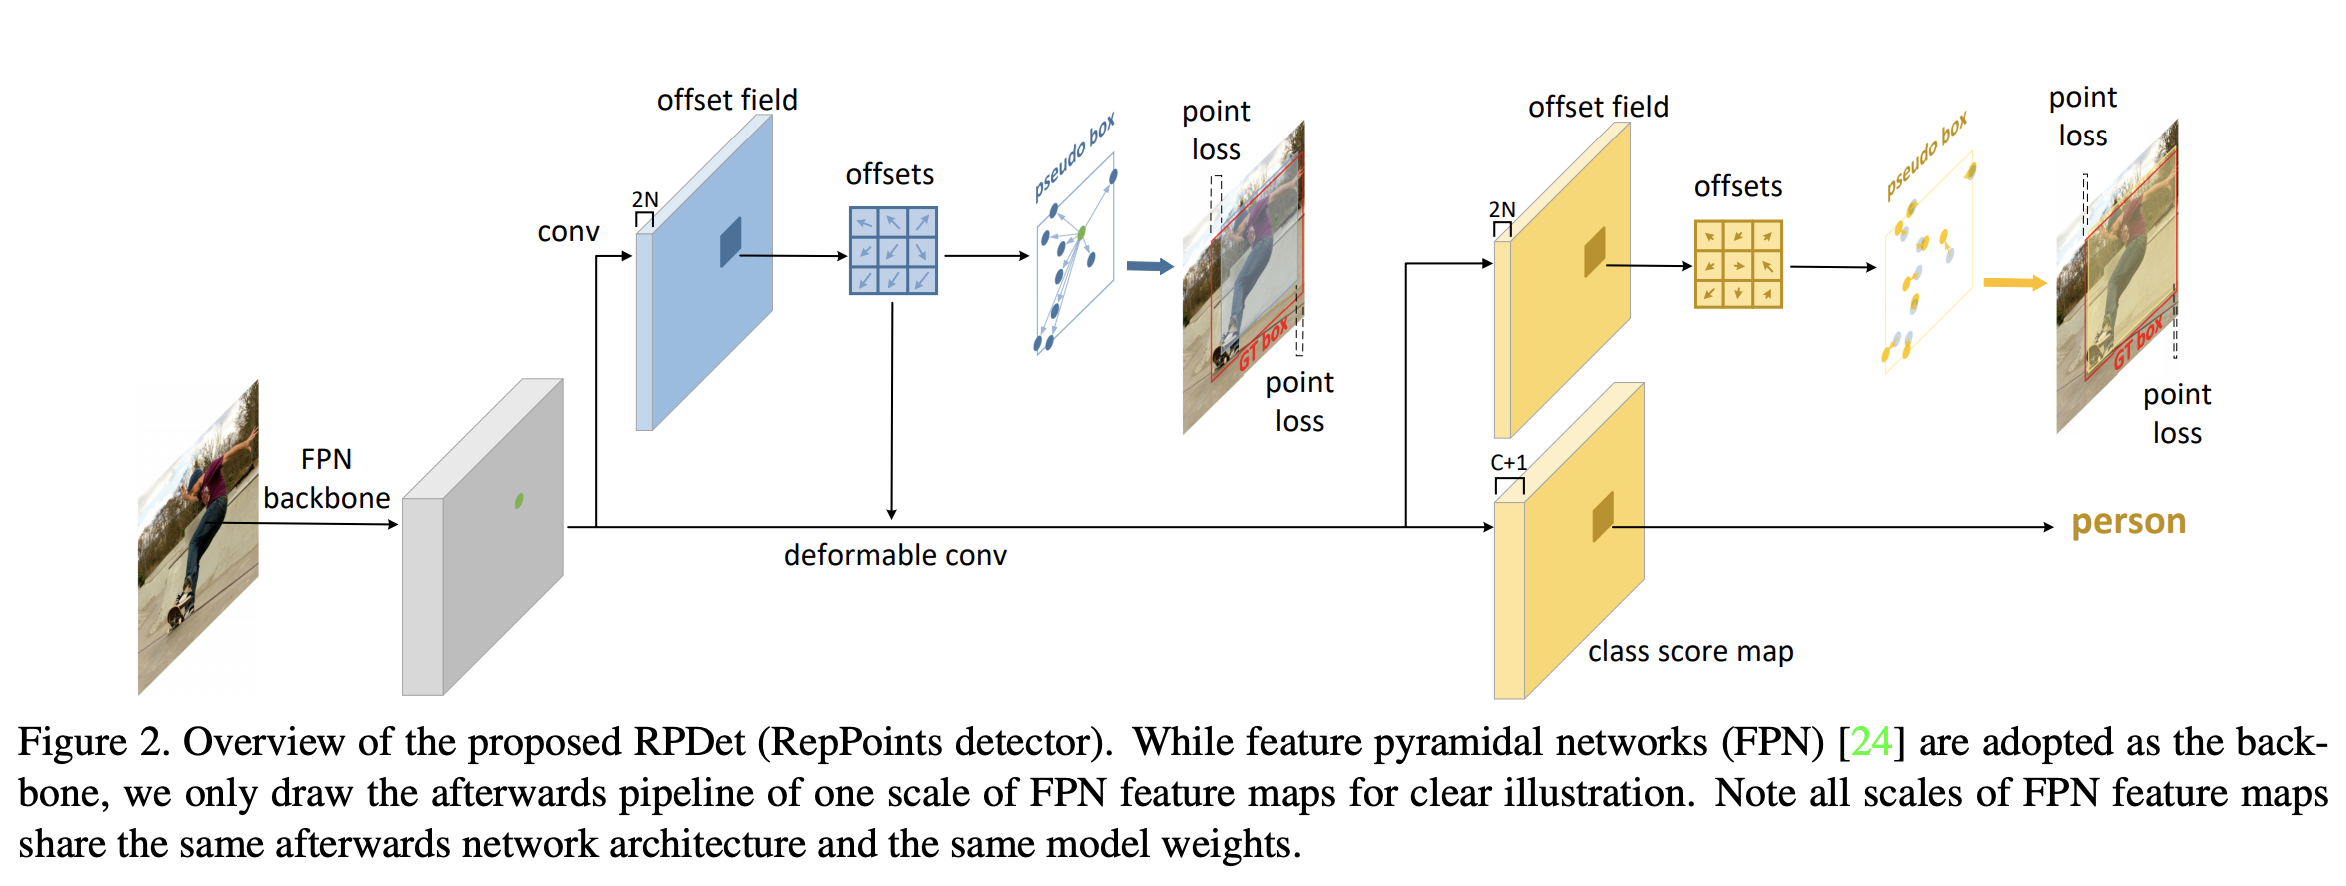 offset field
2N
conv
offsets
pseudo box
point
loss
GT box
point
loss
offset field
2N
offsets
pseudo box
point
loss
GT box
point
loss
FPN
backbone
deformable conv
C+1
person
class score map
Figure 2. Overview of the proposed RPDet (RepPoints detector). While feature pyramidal networks (FPN) [24] are adopted as the back-
bone, we only draw the afterwards pipeline of one scale of FPN feature maps for clear illustration. Note all scales of FPN feature maps
share the same afterwards network architecture and the same model weights.